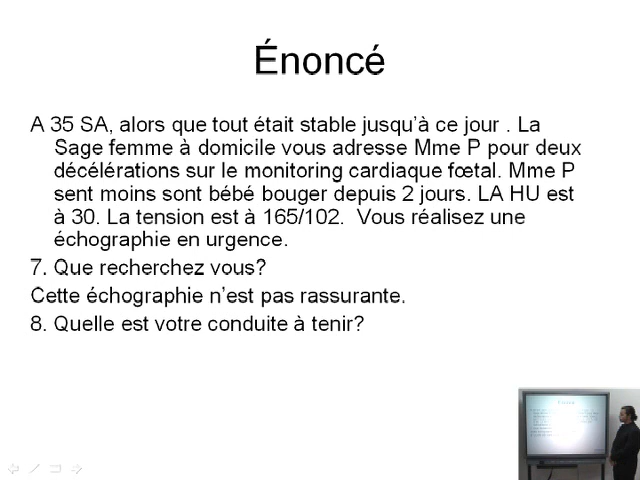 Énoncé
A 35 SA, alors que tout était stable jusqu'à ce jour . La
Sage femme à domicile vous adresse Mme P pour deux
décélérations sur le monitoring cardiaque fœtal. Mme P
sent moins sont bébé bouger depuis 2 jours. LA HU est
à 30. La tension est à 165/102.  Vous réalisez une
échographie en urgence.
7. Que recherchez vous?
Cette échographie n'est pas rassurante.
8. Quelle est votre conduite à tenir?